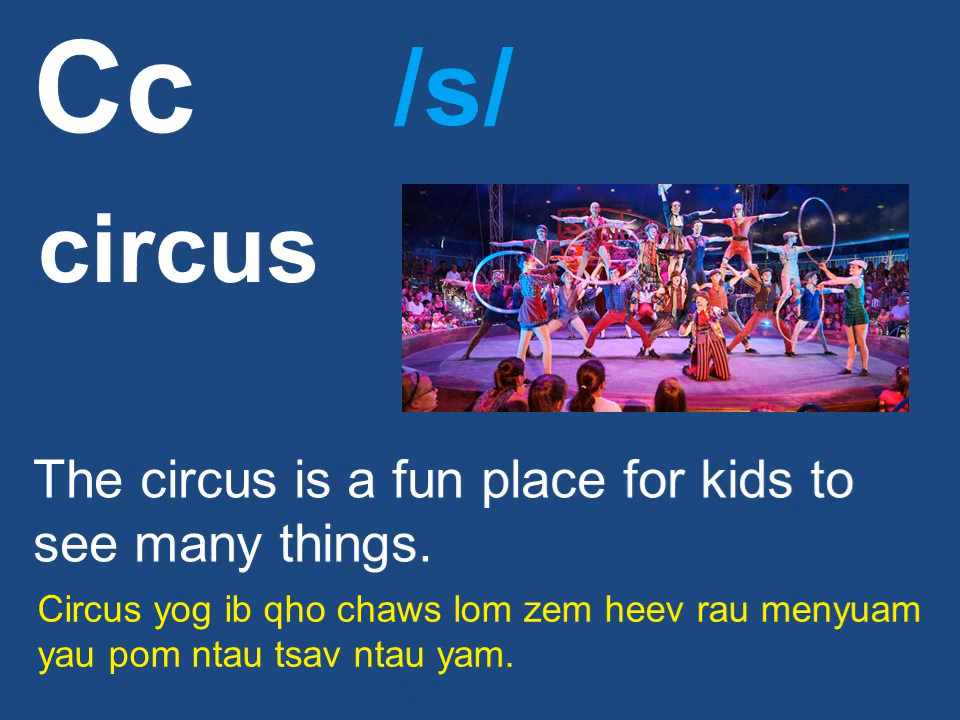 Cc /s/
circus
The circus is a fun place for kids to
see many things.
Circus yog ib qho chaws lom zem heev rau menyuam
yau pom ntau tsav ntau yam.